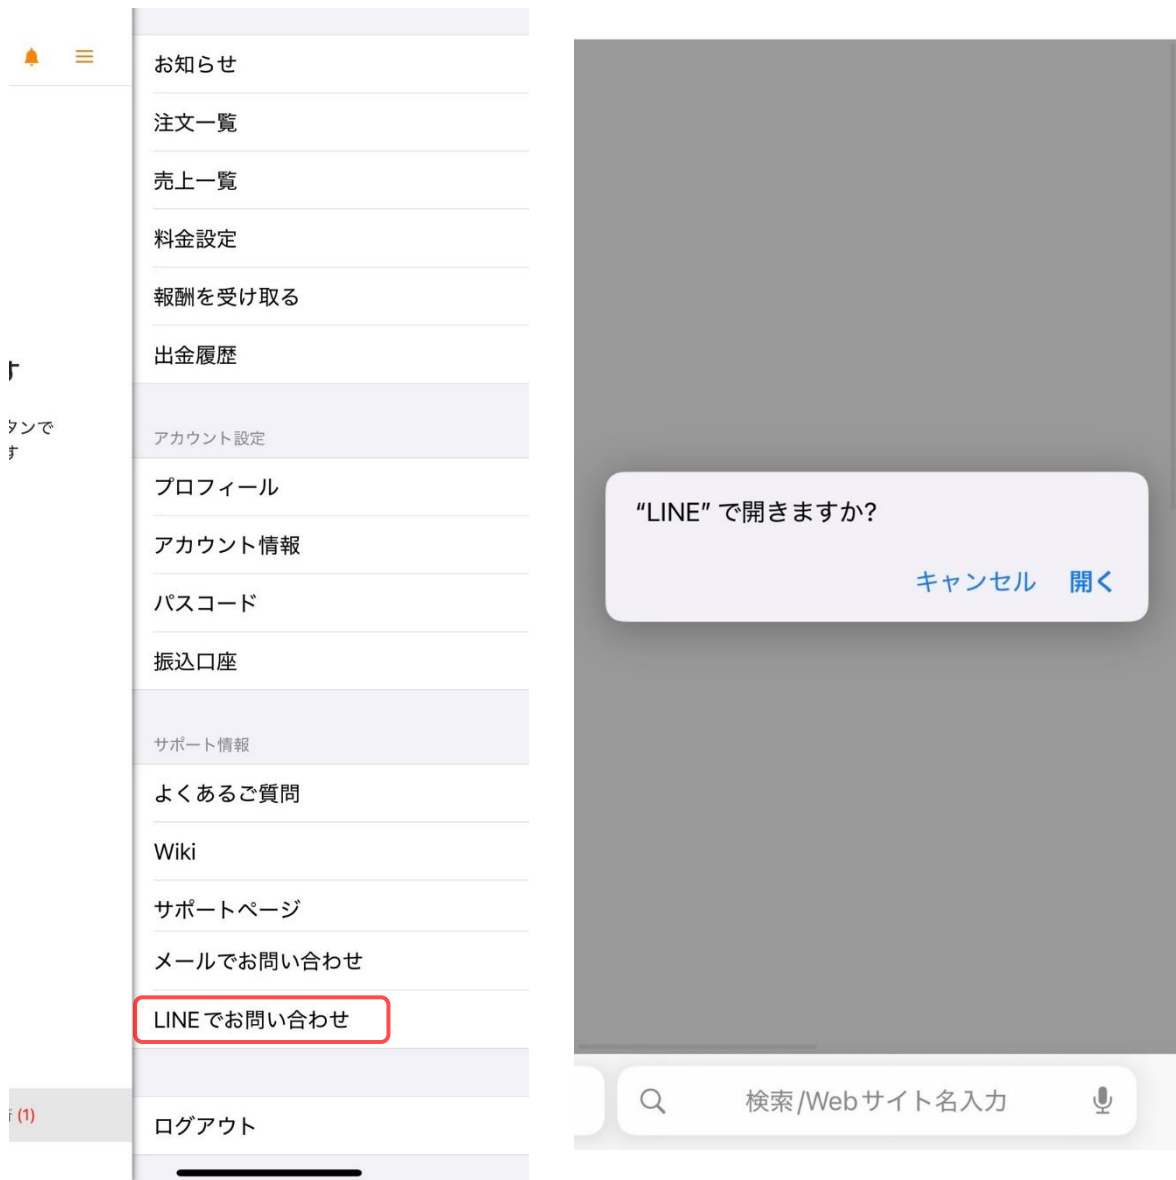 お知らせ
注文一覧
売上一覧
料金設定
報酬を受け取る
出金履歴
す
タンで
す
アカウント設定
プロフィール
アカウント情報
パスコード
振込口座
サポート情報
よくあるご質問
Wiki
サポートページ
メールでお問い合わせ
LINEでお問い合わせ
(1)
ログアウト
“LINE” で開きますか?
キャンセル 開く
検索/Webサイト名入力